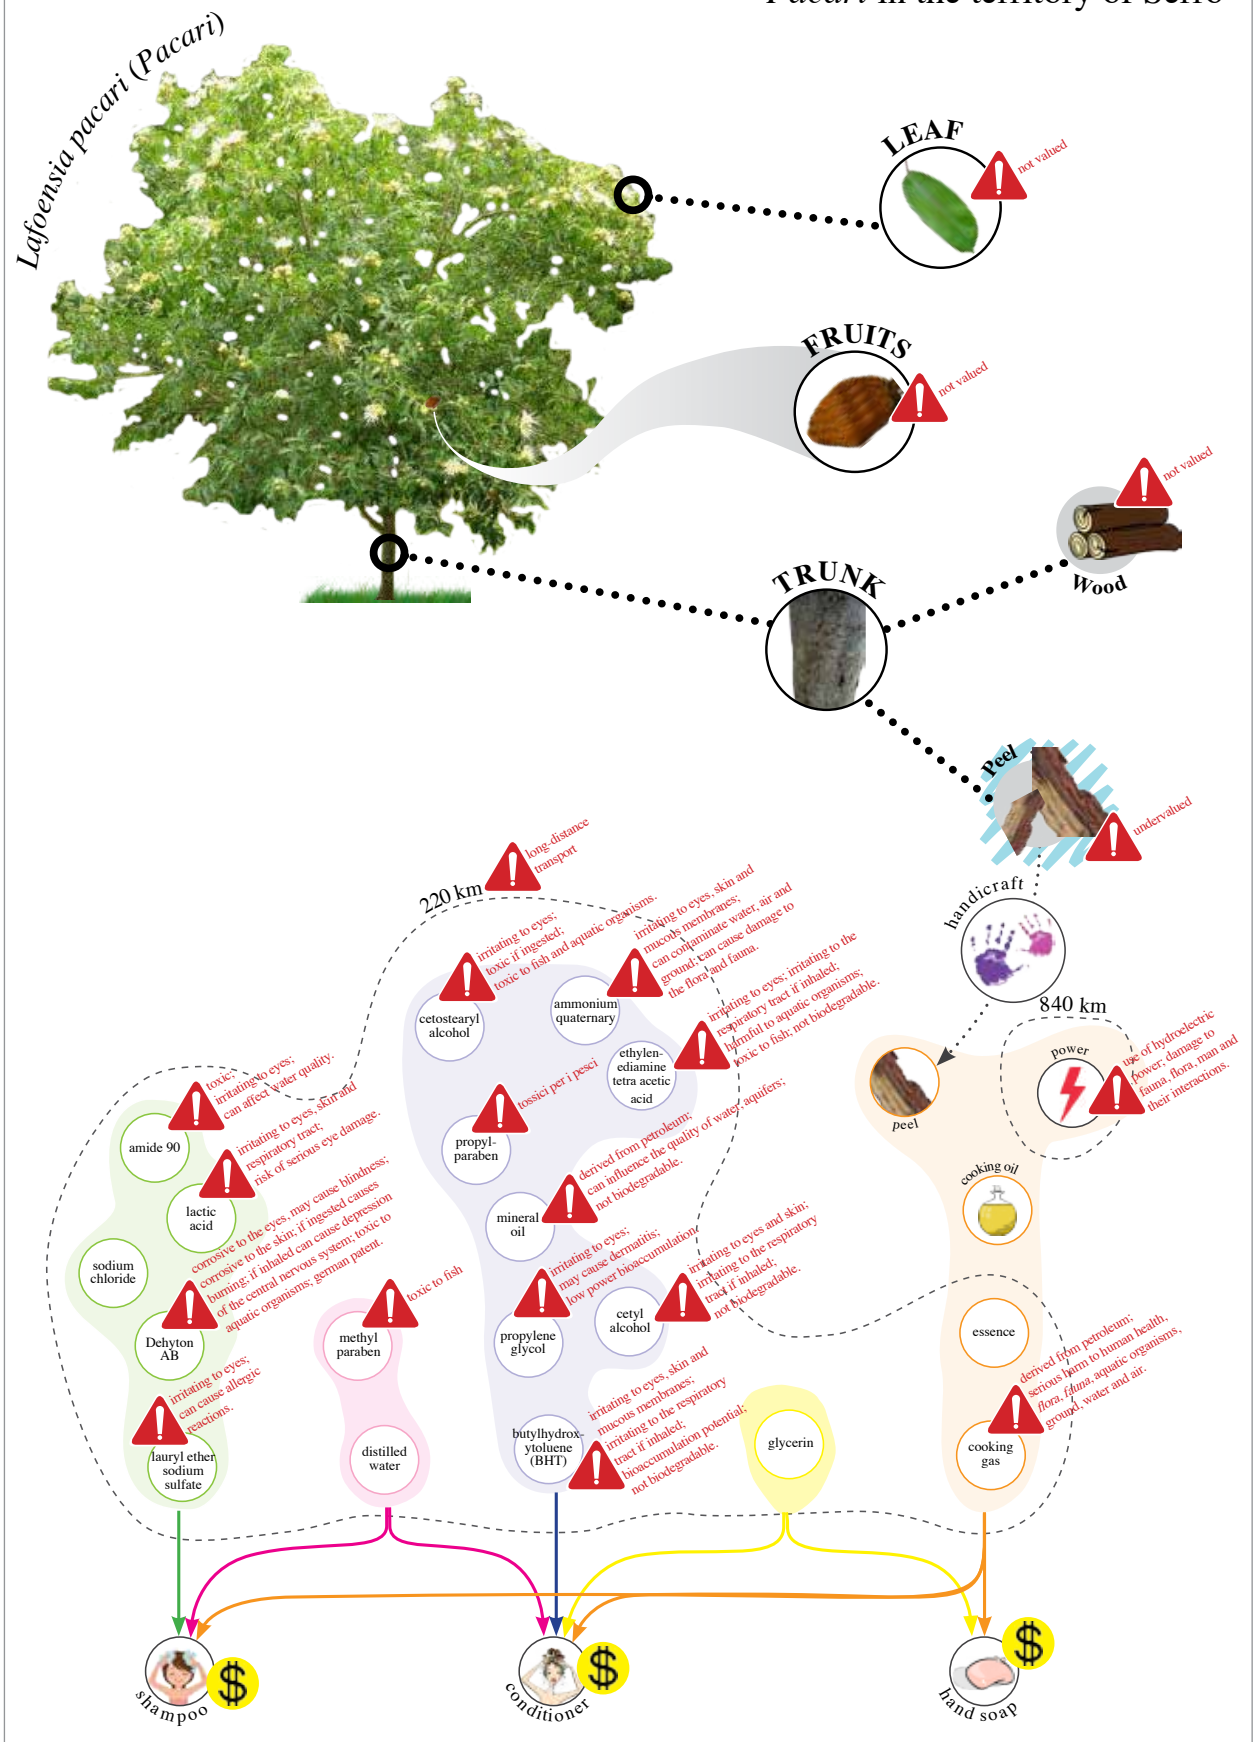 Pacari in the territory of Serro
Lafoensia pacari (Pacari)
LEAF
not valued
FRUITS
not valued
not valued
Wood
TRUNK
Peel
undervalued
handicraft
long-distance
transport
220 km
irritating to eyes;
toxic if ingested;
toxic to fish and aquatic organisms.
cetostearyl
alcohol
irritating to eyes, skin and
mucous membranes;
can contaminate water, air and
ground; can cause damage to
the flora and fauna.
ammonium
quaternary
irritating to eyes; irritating to the
respiratory tract if inhaled;
harmful to aquatic organisms;
toxic to fish; not biodegradable.
ethylen-
ediamine
tetra acetic
acid
840 km
power
use of hydroelectric
power; damage to
fauna, flora, man and
their interactions.
peel
cooking oil
toxic;
irritating to eyes;
can affect water quality.
amide 90
tossici per i pesci
propyl-
paraben
irritating to eyes, skin and
respiratory tract;
risk of serious eye damage.
lactic
acid
derived from petroleum;
can influence the quality of water, aquifers;
not biodegradable.
mineral
oil
sodium
chloride
corrosive to the eyes, may cause blindness;
corrosive to the skin; if ingested causes
burning; if inhaled can cause depression
of the central nervous system; toxic to
aquatic organisms; german patent.
Dehyton
AB
toxic to fish
methyl
paraben
irritating to eyes;
may cause dermatitis;
low power bioaccumulation.
propylene
glycol
irritating to eyes and skin;
irritating to the respiratory
tract if inhaled;
not biodegradable.
cetyl
alcohol
essence
derived from petroleum;
serious harm to human health,
flora, fauna, aquatic organisms,
ground, water and air.
cooking
gas
irritating to eyes;
can cause allergic
reactions.
lauryl ether
sodium
sulfate
distilled
water
irritating to eyes, skin and
mucous membranes;
irritating to the respiratory
tract if inhaled;
bioaccumulation potential;
not biodegradable.
butylhydrox-
ytoluene
(BHT)
glycerin
shampoo
$
conditioner
$
hand soap
$